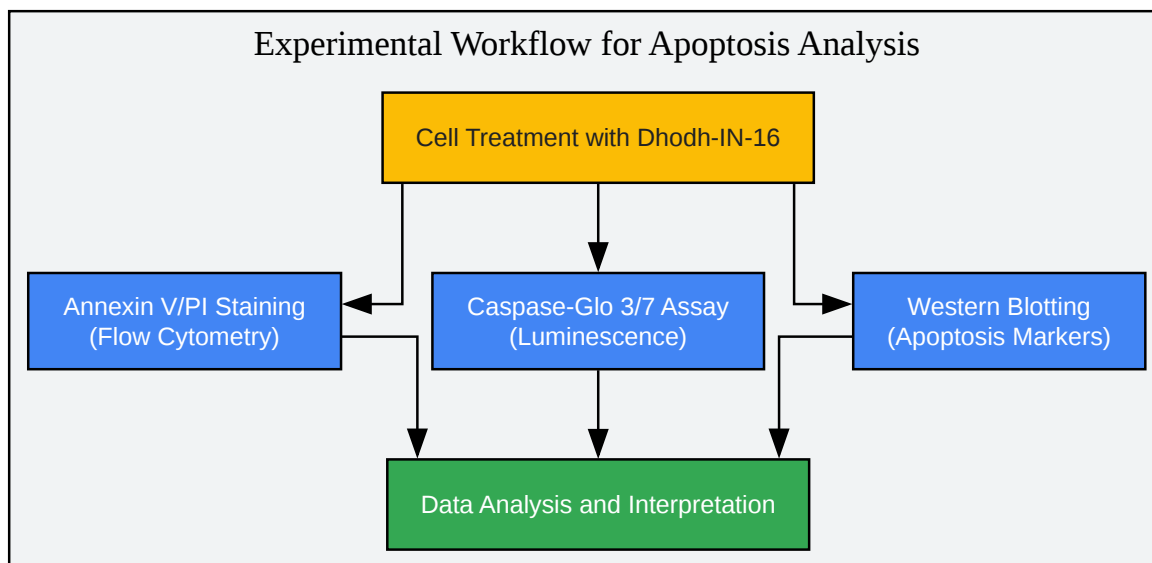 Experimental Workflow for Apoptosis Analysis
Cell Treatment with Dhodh-IN-16
Annexin V/PI Staining
(Flow Cytometry)
Caspase-Glo 3/7 Assay
(Luminescence)
Western Blotting
(Apoptosis Markers)
Data Analysis and Interpretation